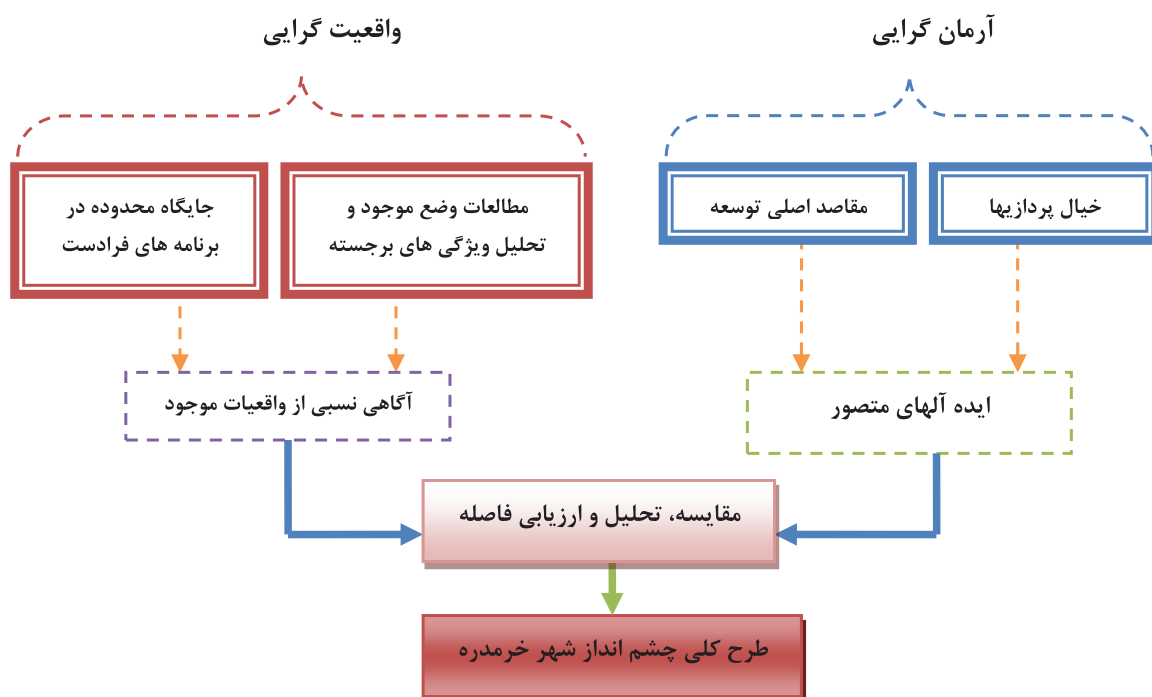 آرمان گرایی
واقعیت گرایی
خیال پردازیها
مقاصد اصلی توسعه
مطالعات وضع موجود و
تحلیل ویژگی های برجسته
جایگاه محدوده در
برنامه های فرادست
ایده آلهای متصور
آگاهی نسبی از واقعیات موجود
مقایسه، تحلیل و ارزیابی فاصله
طرح کلی چشم انداز شهر خرمدره